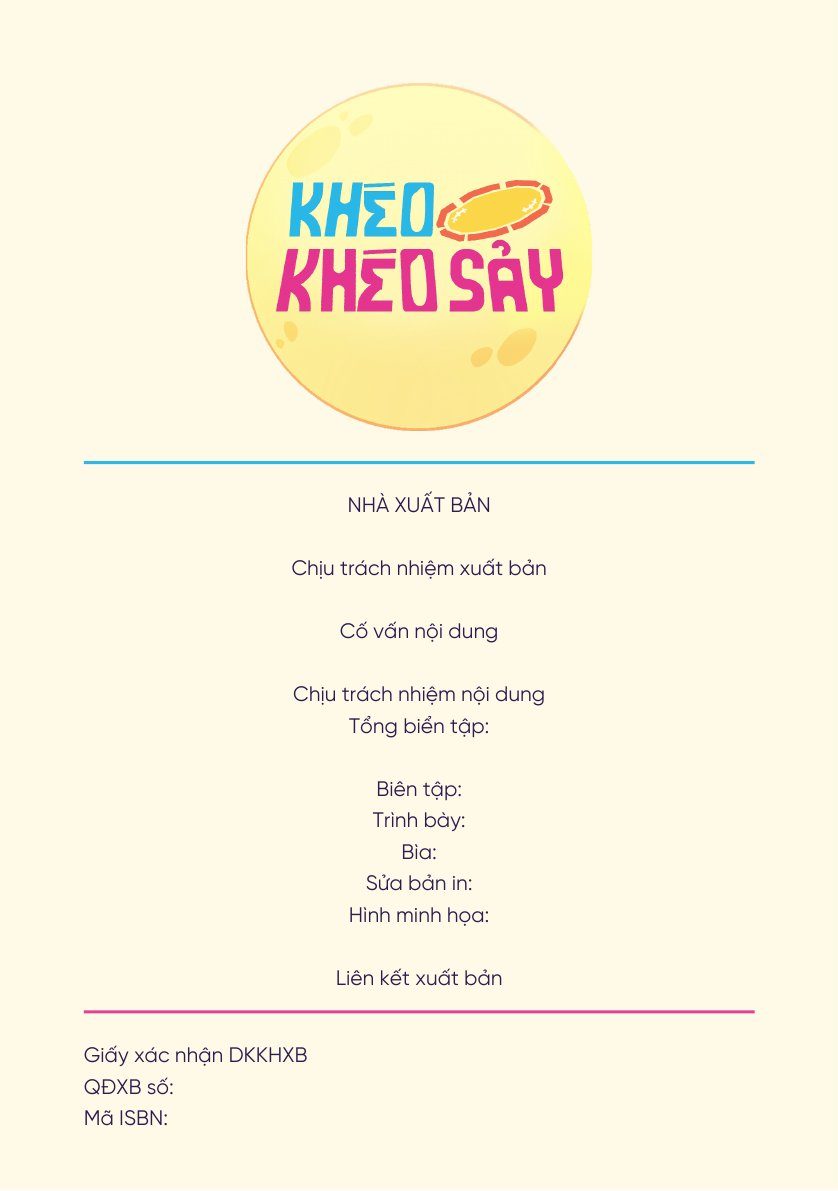 KHÉO
KHÉO SẢY
NHÀ XUẤT BẢN
Chịu trách nhiệm xuất bản
Cố vấn nội dung
Chịu trách nhiệm nội dung
Tổng biển tập:
Biên tập:
Trình bày:
Bìa:
Sửa bản in:
Hình minh họa:
Liên kết xuất bản
Giấy xác nhận DKKHXB
QĐXB số:
Mã ISBN: